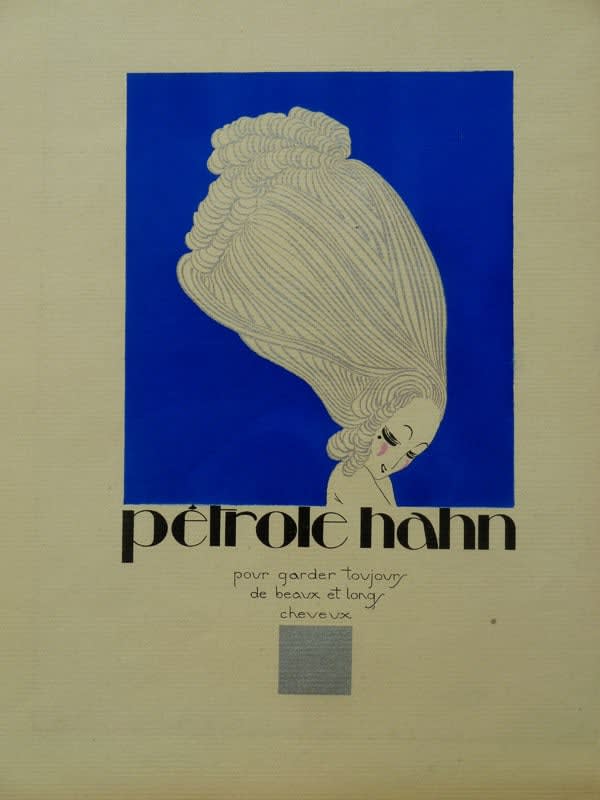 pétrole hahn
pour garder toujours
de beaux et longs
cheveux